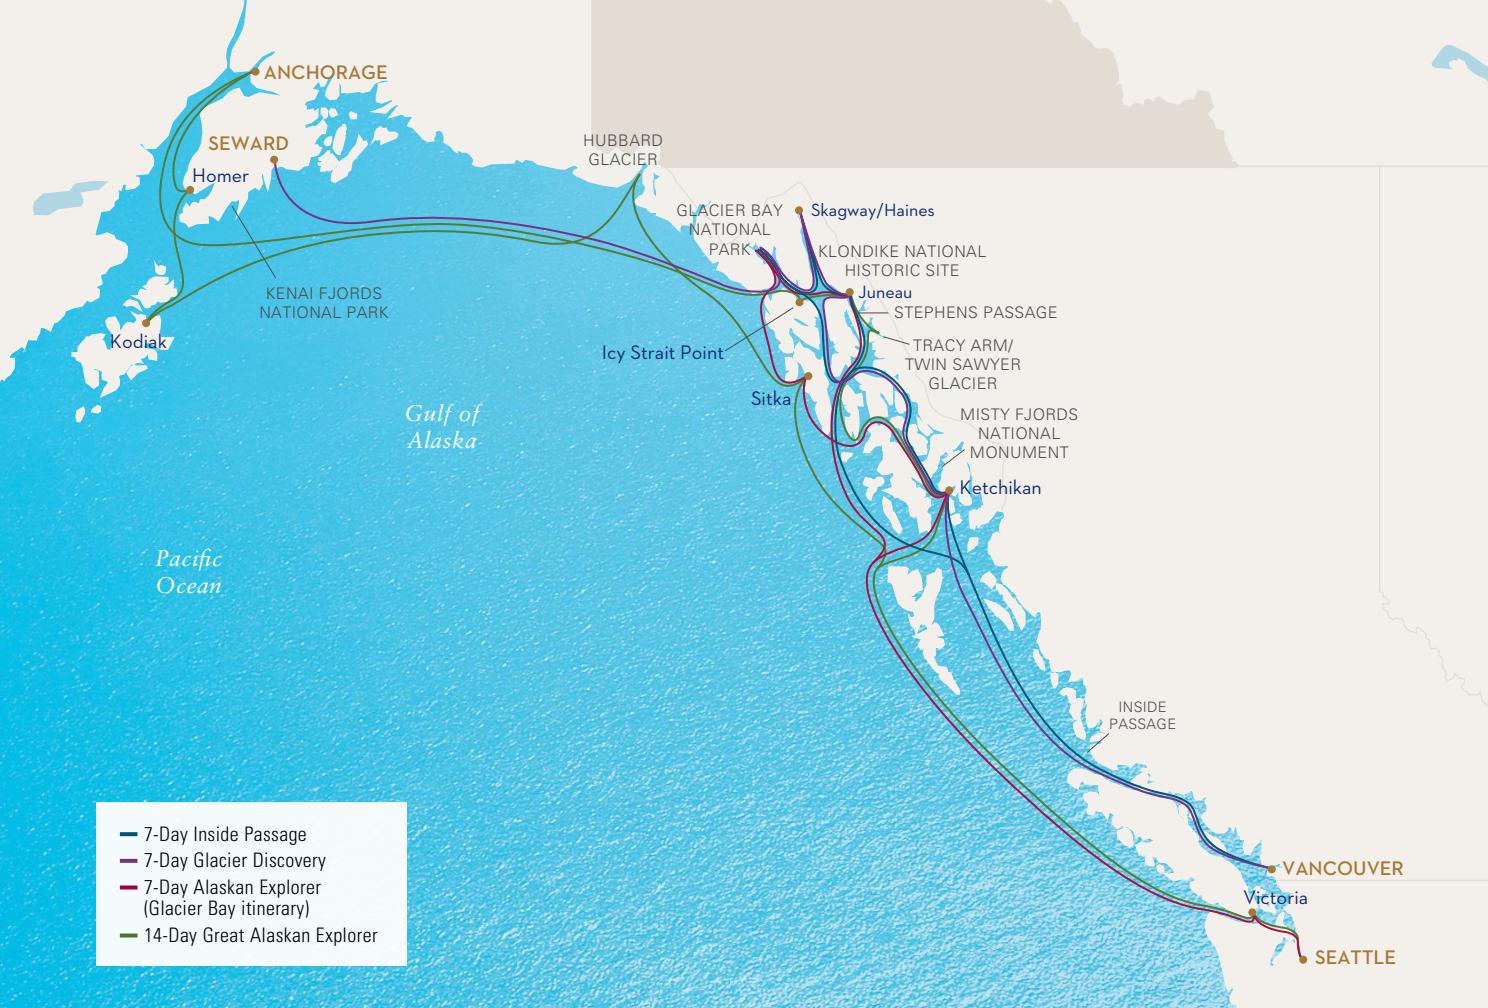 ANCHORAGE
SEWARD
Homer
HUBBARD
GLACIER
GLACIER BAY
NATIONAL
PARK
Skagway/Haines
KLONDIKE NATIONAL
HISTORIC SITE
Juneau
STEPHENS PASSAGE
KENAI FJORDS
NATIONAL PARK
Kodiak
Icy Strait Point
TRACY ARM/
TWIN SAWYER
GLACIER
Sitka
Gulf of
Alaska
MISTY FJORDS
NATIONAL
MONUMENT
Ketchikan
Pacific
Ocean
INSIDE
PASSAGE
7-Day Inside Passage
7-Day Glacier Discovery
7-Day Alaskan Explorer
(Glacier Bay itinerary)
14-Day Great Alaskan Explorer
VANCOUVER
Victoria
SEATTLE